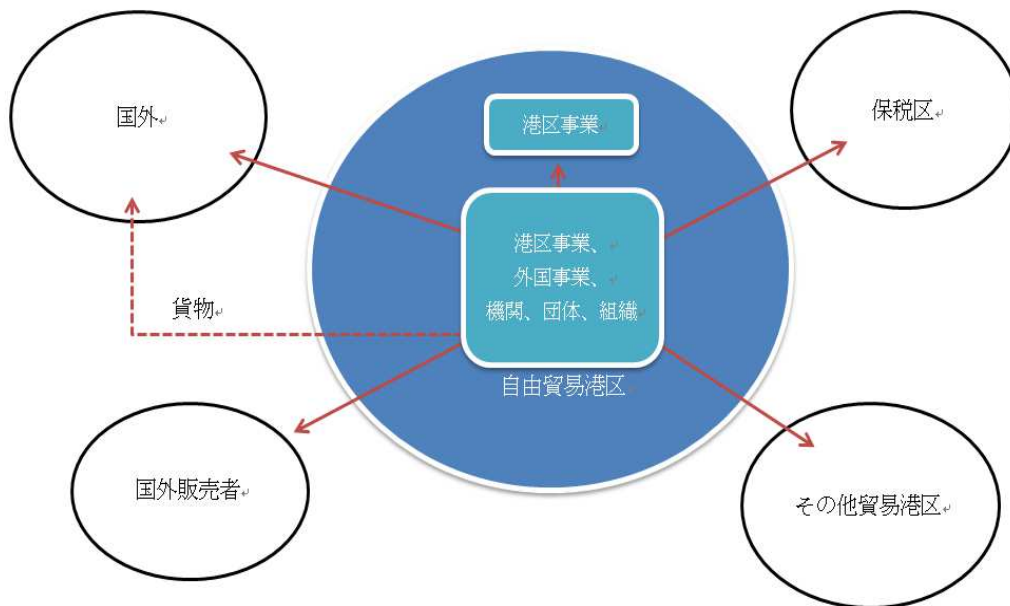 国外
港区事業
保税区
港区事業、
外国事業、
機関、団体、組織
貨物
自由貿易港区
国外販売者
その他貿易港区